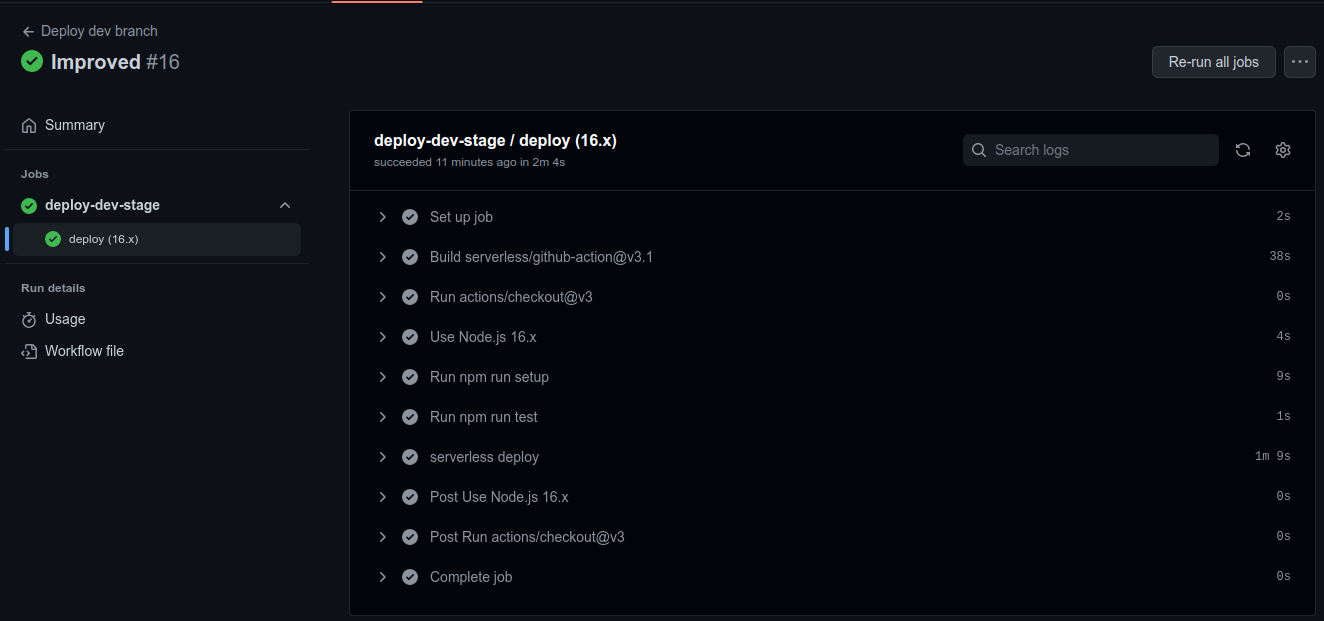 Deploy dev branch
Improved #16
Re-run all jobs
Summary
Jobs
deploy-dev-stage
deploy (16.x)
Run details
Usage
Workflow file
deploy-dev-stage / deploy (16.x)
succeeded 11 minutes ago in 2m 4s
Search logs
Set up job 2s
Build serverless/github-action@v3.1 38s
Run actions/checkout@v3 0s
Use Node.js 16.x 4s
Run npm run setup 9s
Run npm run test 1s
serverless deploy 1m 9s
Post Use Node.js 16.x 0s
Post Run actions/checkout@v3 0s
Complete job 0s